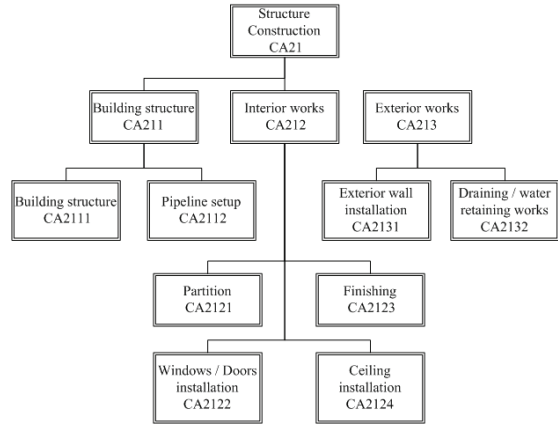 Structure
Construction
CA21
Building structure
CA211
Interior works
CA212
Exterior works
CA213
Building structure
CA2111
Pipeline setup
CA2112
Exterior wall
installation
CA2131
Draining / water
retaining works
CA2132
Partition
CA2121
Finishing
CA2123
Windows / Doors
installation
CA2122
Ceiling
installation
CA2124